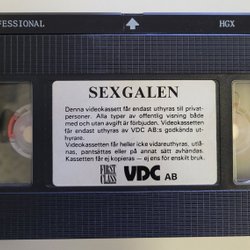 PROFESSIONAL HGX
SEXGALEN
Denna videokassett får endast uthyras till privat-
personer. Alla typer av offentlig visning både
med och utan avgift är förbjuden. Videokassetten
får endast uthyras av VDC AB:s godkända ut-
hyrare.
Videokassetten får heller icke vidareuthyras, utlå-
nas, pantsättas eller på annat sätt avhändas.
Kassetten får ej kopieras – ej ens för enskilt bruk.
FIRST CLASS VDC AB